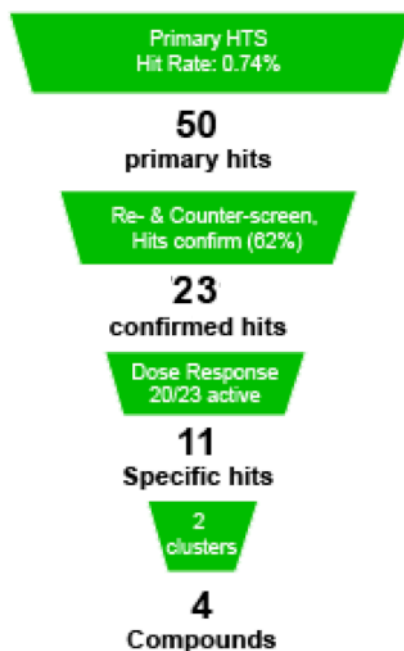 Primary HTS
Hit Rate: 0.74%
50
primary hits
Re- & Counter-screen,
Hits confirm (62%)
23
confirmed hits
Dose Response
20/23 active
11
Specific hits
2
clusters
4
Compounds